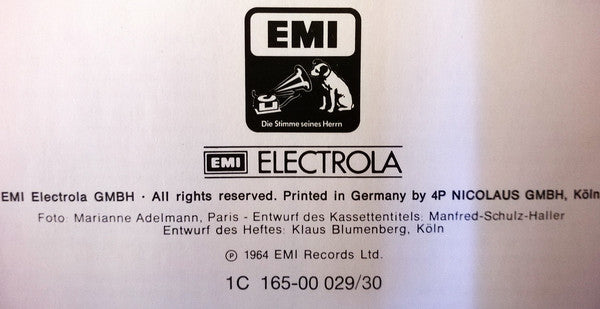 EMI
Die Stimme seines Herrn
EMI ELECTROLA
EMI Electrola GMBH · All rights reserved. Printed in Germany by 4P NICOLAUS GMBH, Köln
Foto: Marianne Adelmann, Paris - Entwurf des Kassettentitels: Manfred-Schulz-Haller
Entwurf des Heftes: Klaus Blumenberg, Köln
℗ 1964 EMI Records Ltd.
1C 165-00 029/30